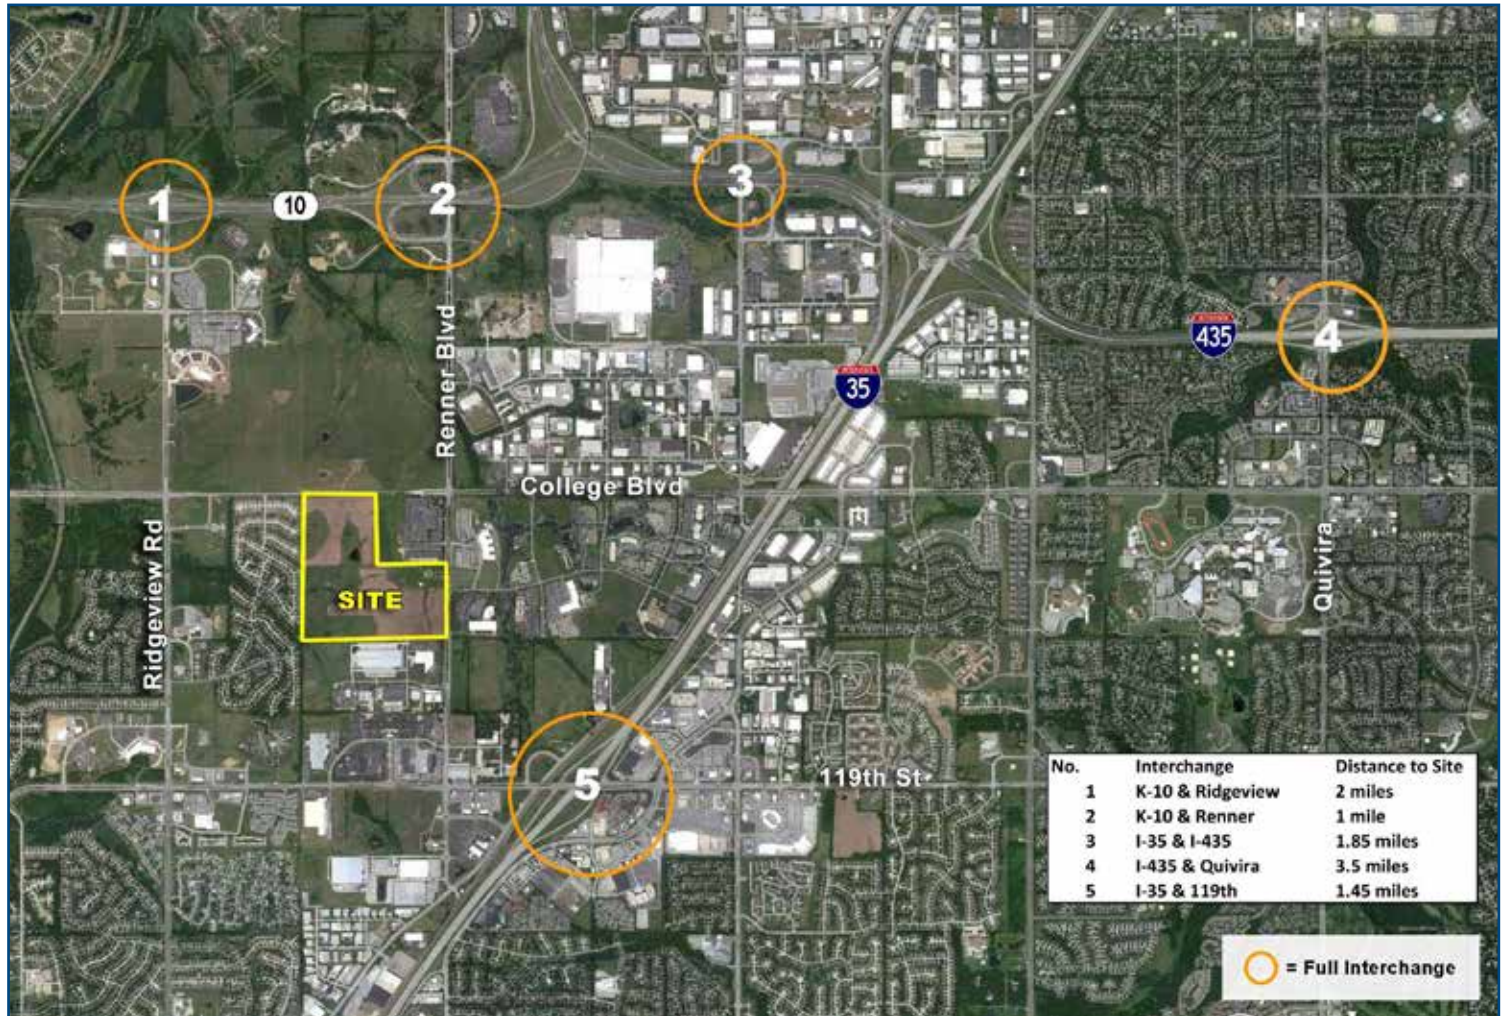 1
10
2
3
4
435
35
Renner Blvd
College Blvd
Ridgeview Rd
SITE
Quivira
5
119th St
No. Interchange Distance to Site
1 K-10 & Ridgeview 2 miles
2 K-10 & Renner 1 mile
3 I-35 & I-435 1.85 miles
4 I-435 & Quivira 3.5 miles
5 I-35 & 119th 1.45 miles
= Full Interchange